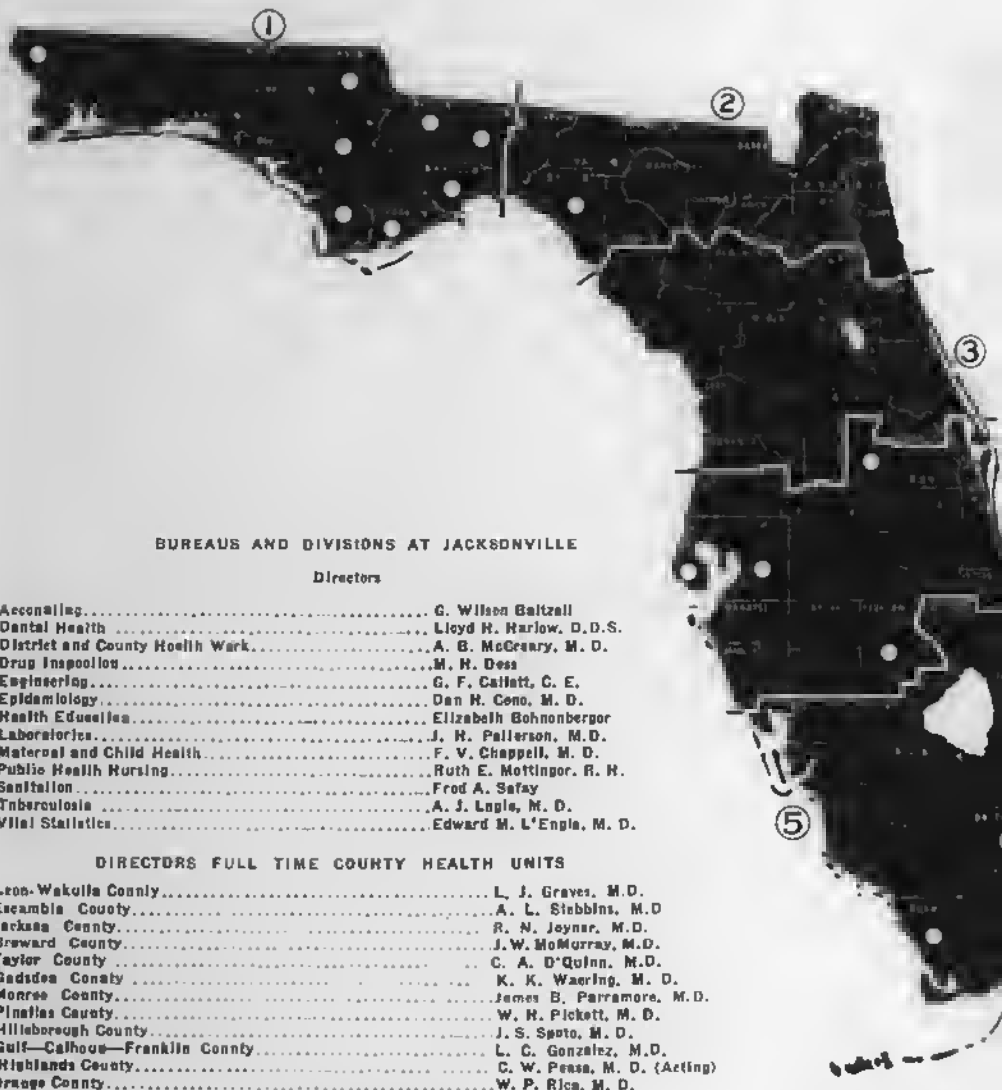 ①
②
③
⑤
BUREAUS AND DIVISIONS AT JACKSONVILLE
Directors
Accounting G. Wilson Baltzell
Dental Health Lloyd N. Harlow, D.D.S.
District and County Health Work A. B. McCreary, M. D.
Drug Inspection M. H. Doss
Engineering G. F. Catlett, C. E.
Epidemiology Dan N. Cone, M. D.
Health Education Elizabeth Bohnenberger
Laboratories J. N. Patterson, M.D.
Maternal and Child Health F. V. Chappell, M. D.
Public Health Nursing Ruth E. Mettinger, R. N.
Sanitation Fred A. Safay
Tuberculosis A. J. Logie, M. D.
Vital Statistics Edward M. L'Engle, M. D.
DIRECTORS FULL TIME COUNTY HEALTH UNITS
Leon-Wakulla County L. J. Graves, M.D.
Escambia County A. L. Stebbins, M.D
Jackson County R. N. Joyner, M.D.
Broward County J. W. McMurray, M.D.
Taylor County C. A. D'Quinn, M.D.
Gadsden County K. K. Waering, M. D.
Monroe County James B. Parramore, M.D.
Pinellas County W. H. Pickett, M. D.
Hillsborough County J. S. Spoto, M. D.
Gulf—Calhoun—Franklin County L. C. Gonzalez, M.D.
Highlands County C. W. Pease, M. D. (Acting)
Orange County W. P. Rice, M. D.